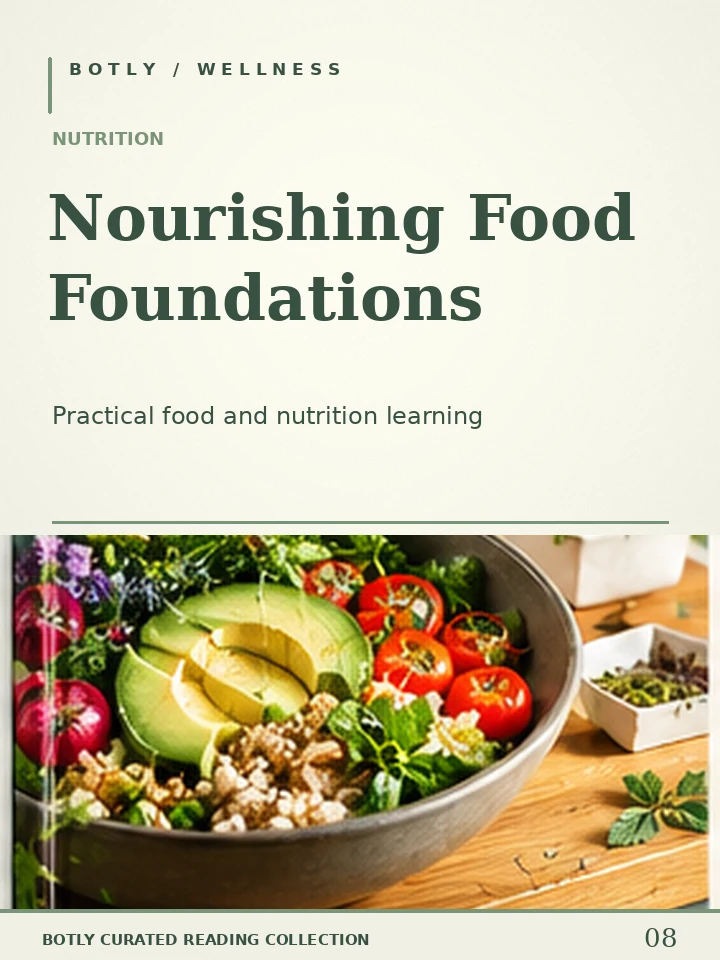 BOTLY / WELLNESS
NUTRITION
Nourishing Food
Foundations
Practical food and nutrition learning
BOTLY CURATED READING COLLECTION
08